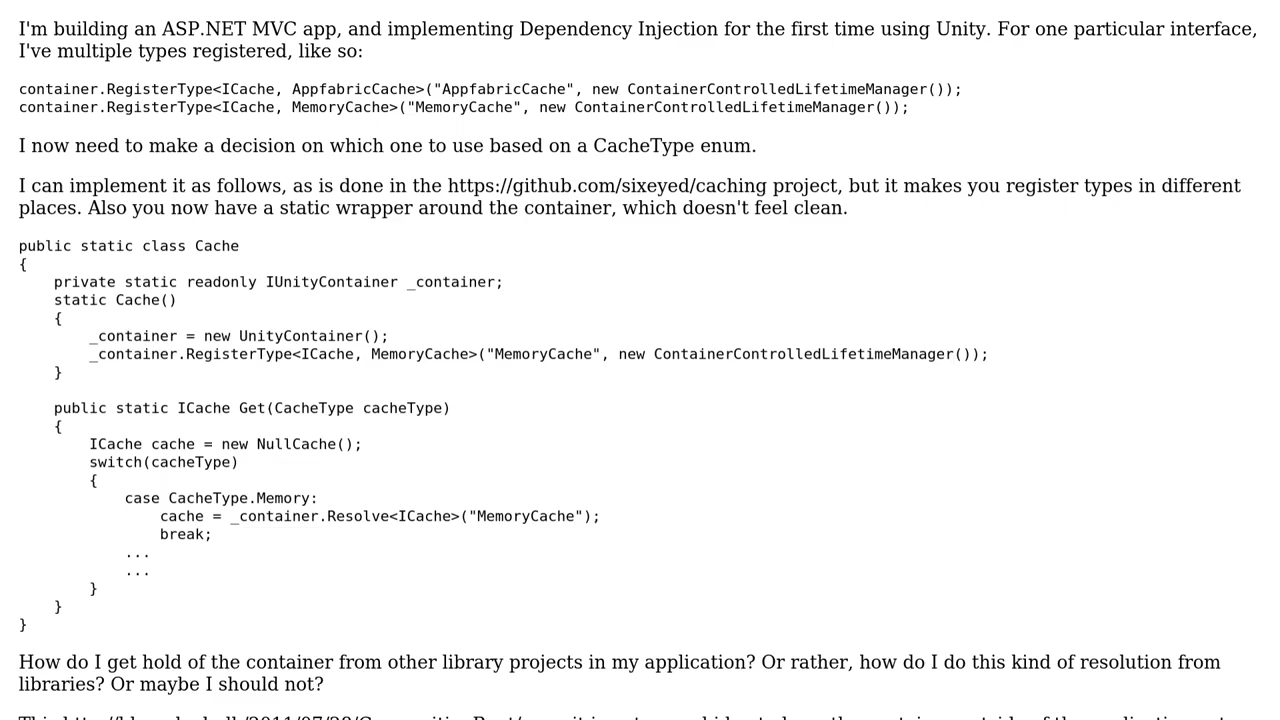 I'm building an ASP.NET MVC app, and implementing Dependency Injection for the first time using Unity. For one particular interface,
I've multiple types registered, like so:
container.RegisterType<ICache, AppfabricCache>("AppfabricCache", new ContainerControlledLifetimeManager());
container.RegisterType<ICache, MemoryCache>("MemoryCache", new ContainerControlledLifetimeManager());
I now need to make a decision on which one to use based on a CacheType enum.
I can implement it as follows, as is done in the https://github.com/sixeyed/caching project, but it makes you register types in different
places. Also you now have a static wrapper around the container, which doesn't feel clean.
public static class Cache
{
    private static readonly IUnityContainer _container;
    static Cache()
    {
        _container = new UnityContainer();
        _container.RegisterType<ICache, MemoryCache>("MemoryCache", new ContainerControlledLifetimeManager());
    }
    public static ICache Get(CacheType cacheType)
    {
        ICache cache = new NullCache();
        switch(cacheType)
        {
            case CacheType.Memory:
                cache = _container.Resolve<ICache>("MemoryCache");
                break;
            ...
            ...
        }
    }
}
How do I get hold of the container from other library projects in my application? Or rather, how do I do this kind of resolution from
libraries? Or maybe I should not?